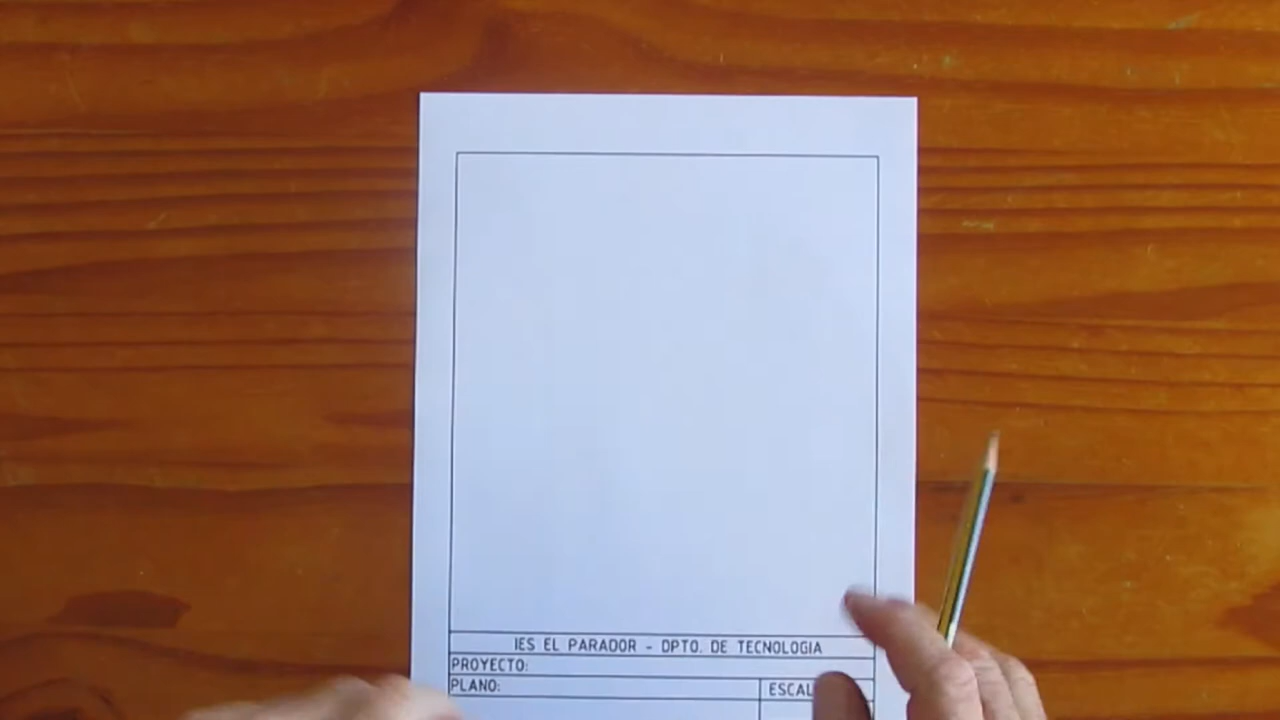 IES EL PARADOR - DPTO. DE TECNOLOGIA
PROYECTO:
PLANO: